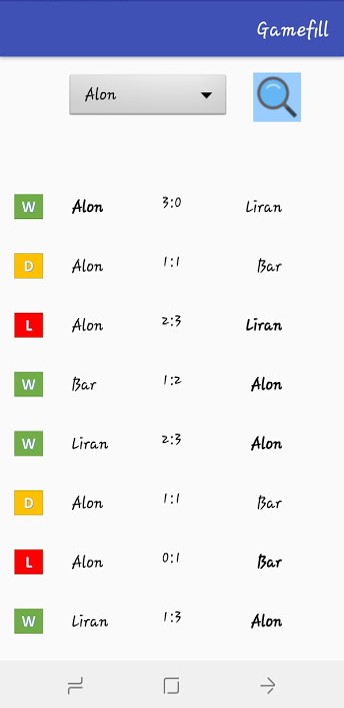 Gamefill
Alon
W Alon 3:0 Liran
D Alon 1:1 Bar
L Alon 2:3 Liran
W Bar 1:2 Alon
W Liran 2:3 Alon
D Alon 1:1 Bar
L Alon 0:1 Bar
W Liran 1:3 Alon